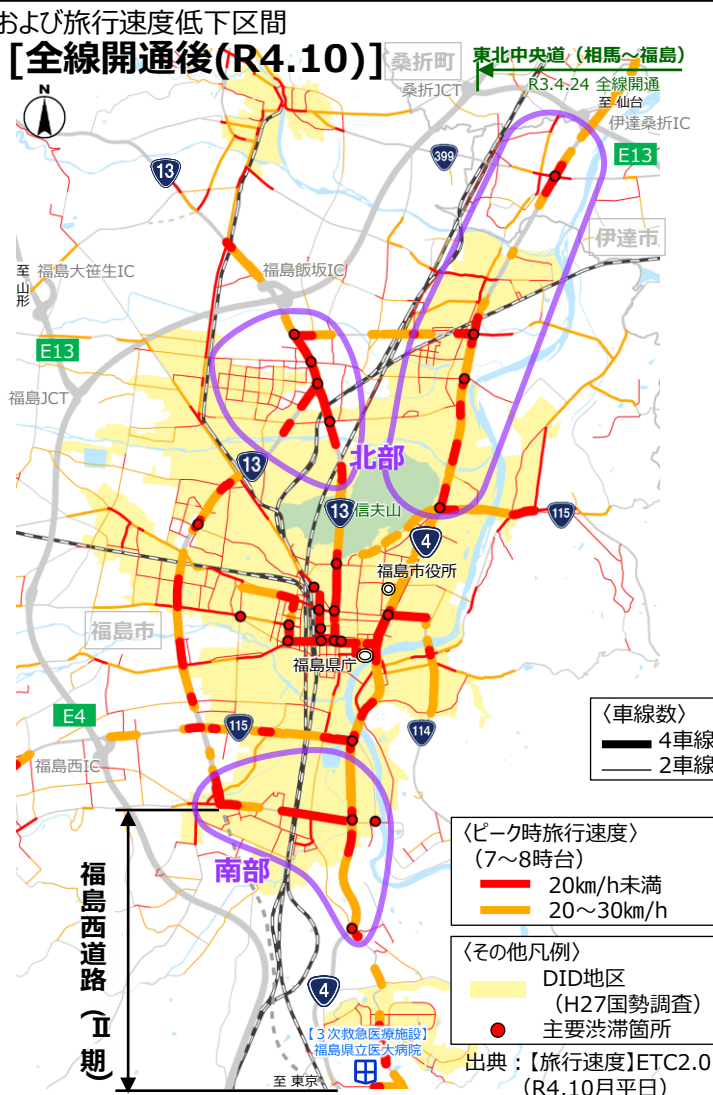 および旅行速度低下区間
[全線開通後(R4.10)]
桑折町
東北中央道（相馬～福島）
R3.4.24 全線開通
桑折JCT
至 仙台
伊達桑折IC
N
13
399
E13
伊達市
至 山形
福島大笹生IC
福島飯坂IC
E13
福島JCT
北部
13
13
信夫山
115
4
福島市役所
福島市
福島県庁
E4
115
114
福島西IC
〈車線数〉
4車線
2車線
南部
〈ピーク時旅行速度〉
(7～8時台)
20km/h未満
20～30km/h
福島西道路（Ⅱ期）
〈その他凡例〉
DID地区
（H27国勢調査）
主要渋滞箇所
4
【３次救急医療施設】
福島県立医大病院
至 東京
出典：【旅行速度】ETC2.0
（R4.10月平日）